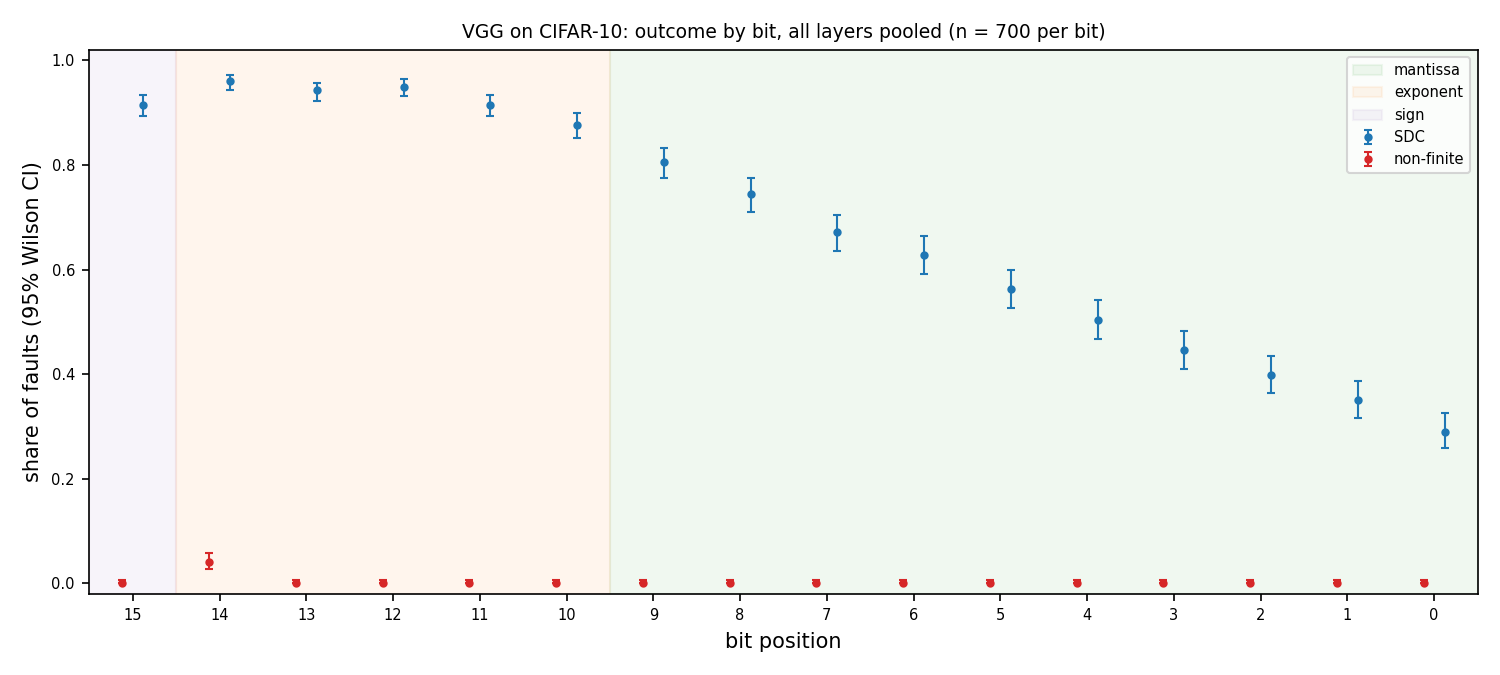 VGG on CIFAR-10: outcome by bit, all layers pooled (n = 700 per bit)
share of faults (95% Wilson CI)
1.0
0.8
0.6
0.4
0.2
0.0
mantissa
exponent
sign
SDC
non-finite
15 14 13 12 11 10 9 8 7 6 5 4 3 2 1 0
bit position